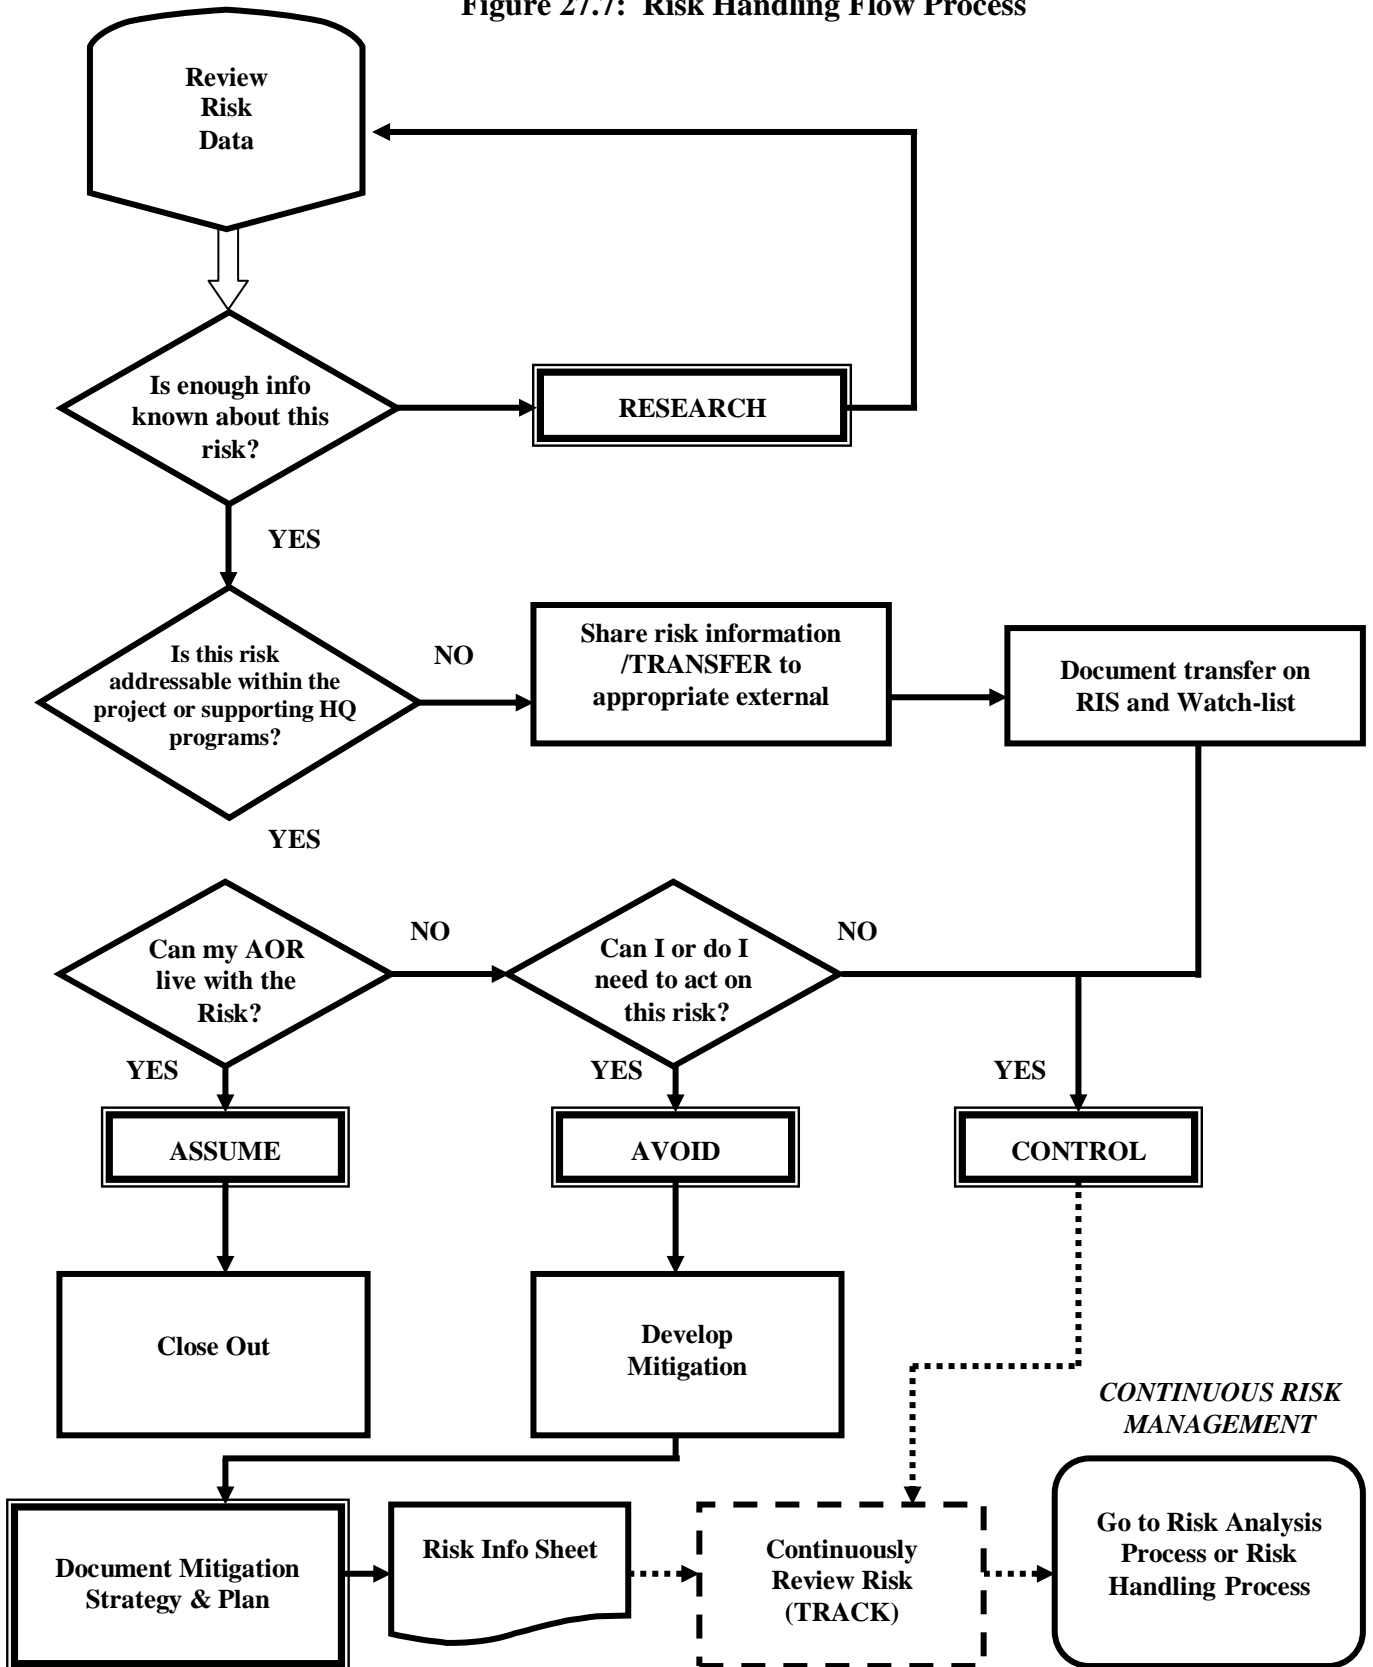 Figure 27.7: Risk Handling Flow Process
Review
Risk
Data
Is enough info
known about this
risk?
RESEARCH
YES
Is this risk
addressable within the
project or supporting HQ
programs?
NO
Share risk information
/TRANSFER to
appropriate external
Document transfer on
RIS and Watch-list
YES
Can my AOR
live with the
Risk?
NO
Can I or do I
need to act on
this risk?
NO
YES
YES
YES
ASSUME
AVOID
CONTROL
Close Out
Develop
Mitigation
CONTINUOUS RISK
MANAGEMENT
Document Mitigation
Strategy & Plan
Risk Info Sheet
Continuously
Review Risk
(TRACK)
Go to Risk Analysis
Process or Risk
Handling Process